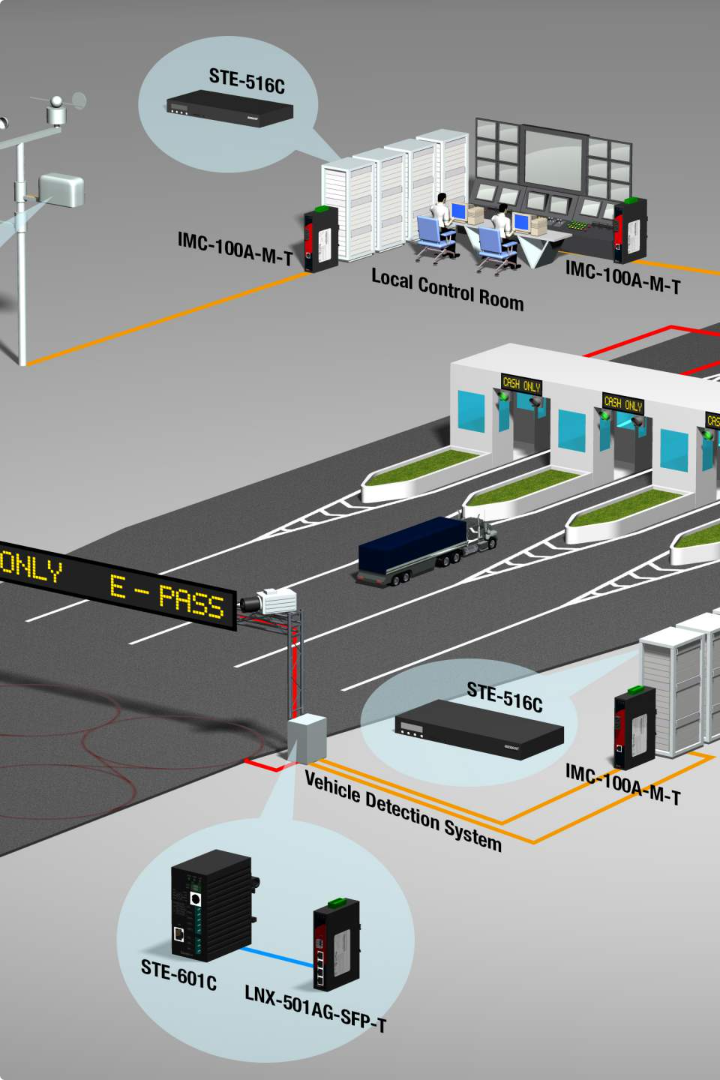 STE-516C
IMC-100A-M-T
Local Control Room
IMC-100A-M-T
CASH ONLY
CASH ONLY
CAS
ONLY E-PASS
STE-516C
IMC-100A-M-T
Vehicle Detection System
STE-601C
LNX-501AG-SFP-T